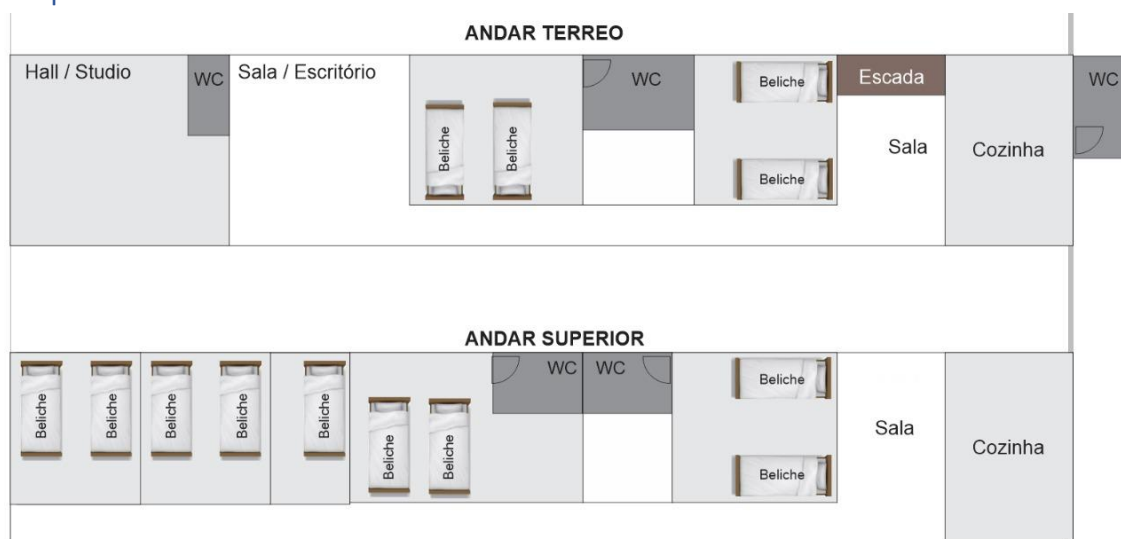 ANDAR TERREO
Hall / Studio
WC
Sala / Escritório
Beliche
Beliche
WC
Beliche
Beliche
Escada
Sala
Cozinha
WC
ANDAR SUPERIOR
Beliche
Beliche
Beliche
Beliche
Beliche
Beliche
Beliche
WC
WC
Beliche
Beliche
Sala
Cozinha